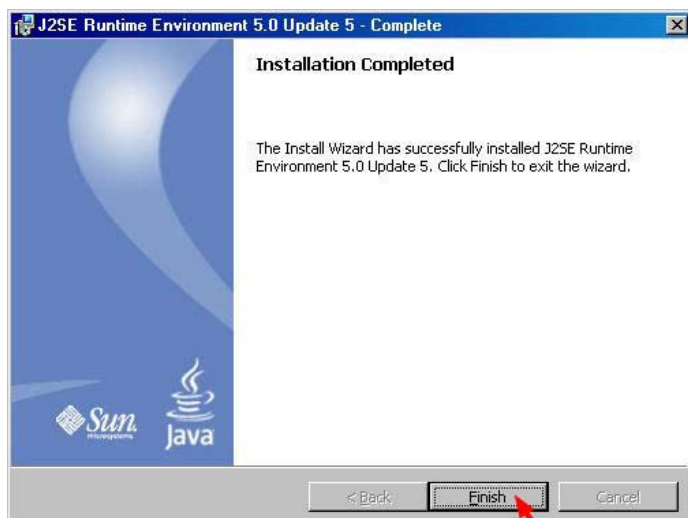 J2SE Runtime Environment 5.0 Update 5 - Complete
Installation Completed
The Install Wizard has successfully installed J2SE Runtime
Environment 5.0 Update 5. Click Finish to exit the wizard.
Sun
microsystems
Java
< Back
Finish
Cancel